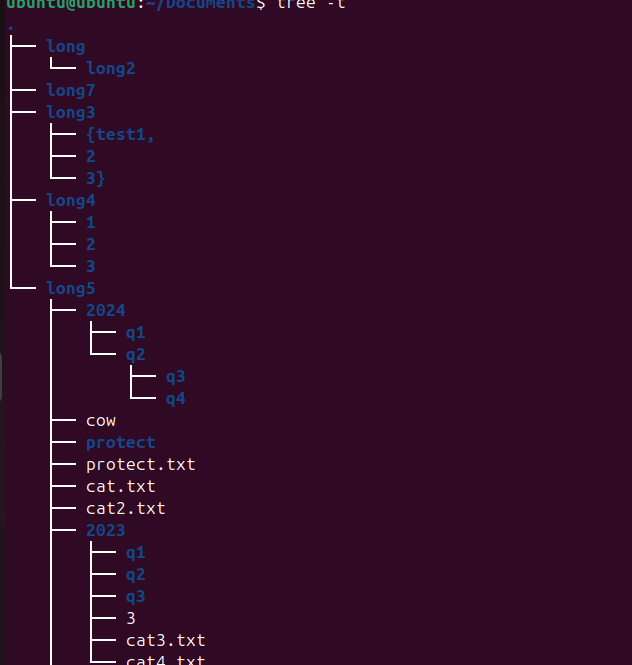 ubuntu@ubuntu:~/Documents$ tree -t
.
├── long
│   └── long2
├── long7
├── long3
│   ├── {test1,
│   ├── 2
│   └── 3}
├── long4
│   ├── 1
│   ├── 2
│   └── 3
└── long5
    ├── 2024
    │   ├── q1
    │   └── q2
    │       ├── q3
    │       └── q4
    ├── cow
    ├── protect
    ├── protect.txt
    ├── cat.txt
    ├── cat2.txt
    ├── 2023
    │   ├── q1
    │   ├── q2
    │   ├── q3
    │   ├── 3
    │   ├── cat3.txt
    │   └── cat4.txt